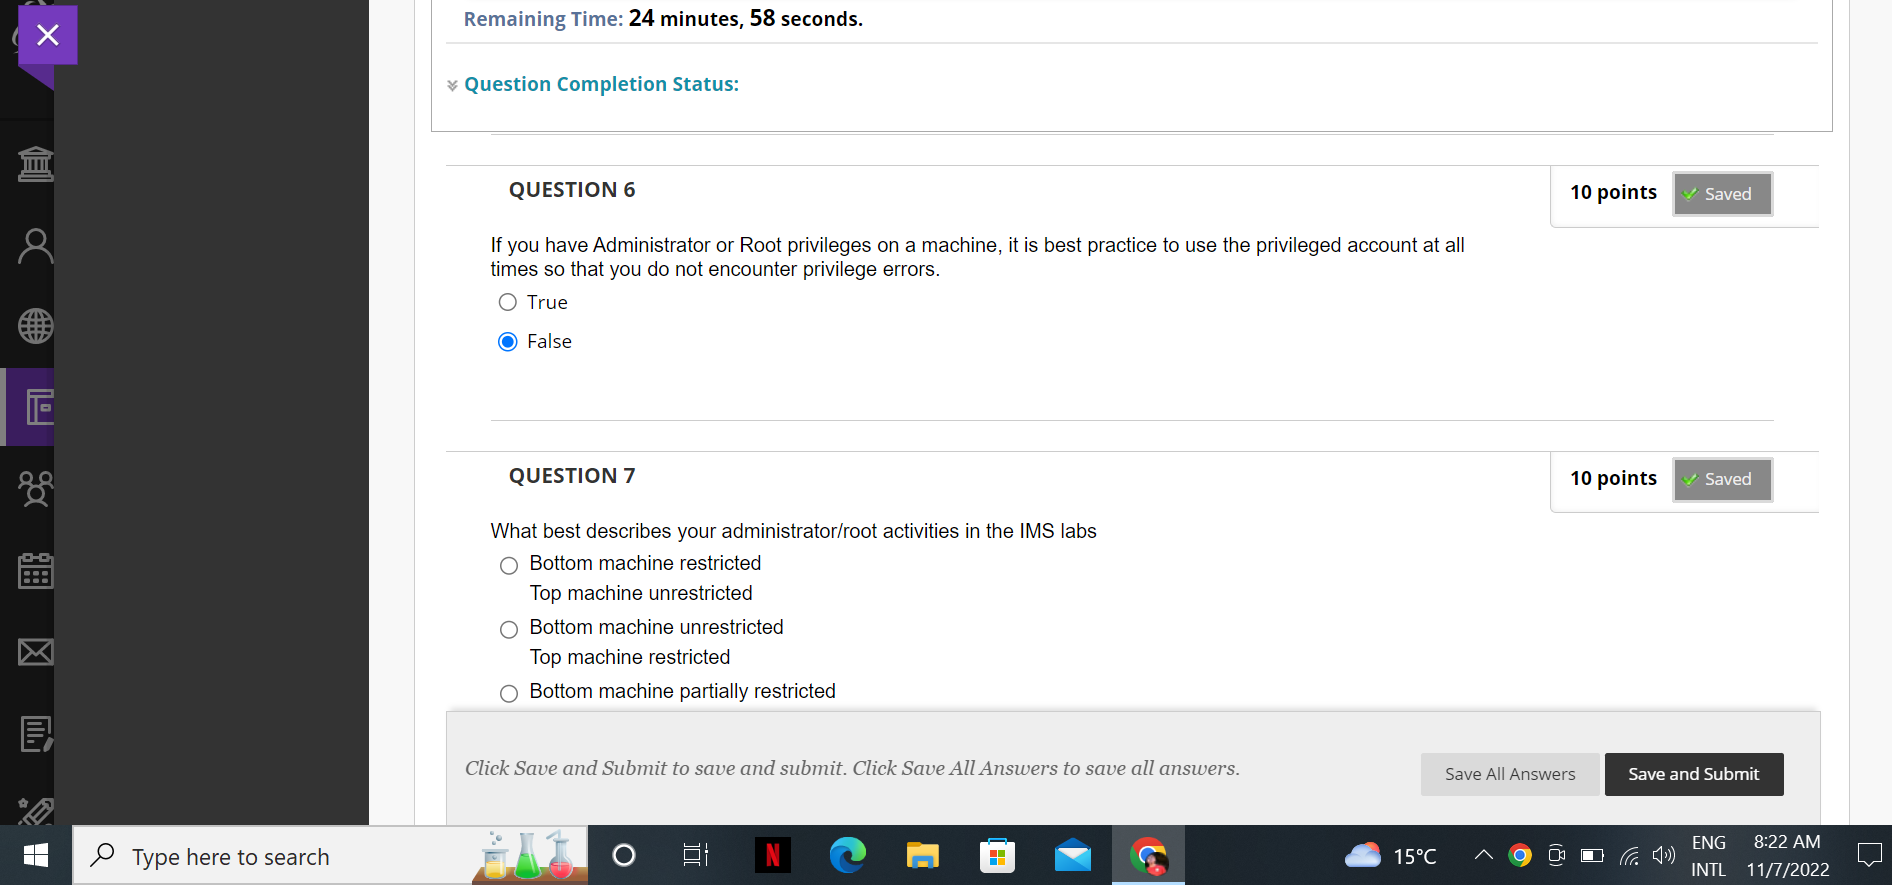 Remaining Time: 24 minutes, 58 seconds.
Question Completion Status:
QUESTION 6
10 points
Saved
If you have Administrator or Root privileges on a machine, it is best practice to use the privileged account at all
times so that you do not encounter privilege errors.
True
False
QUESTION 7
10 points
Saved
What best describes your administrator/root activities in the IMS labs
Bottom machine restricted
Top machine unrestricted
Bottom machine unrestricted
Top machine restricted
Bottom machine partially restricted
Click Save and Submit to save and submit. Click Save All Answers to save all answers.
Save All Answers
Save and Submit
Type here to search
N
15°C
ENG
INTL
8:22 AM
11/7/2022